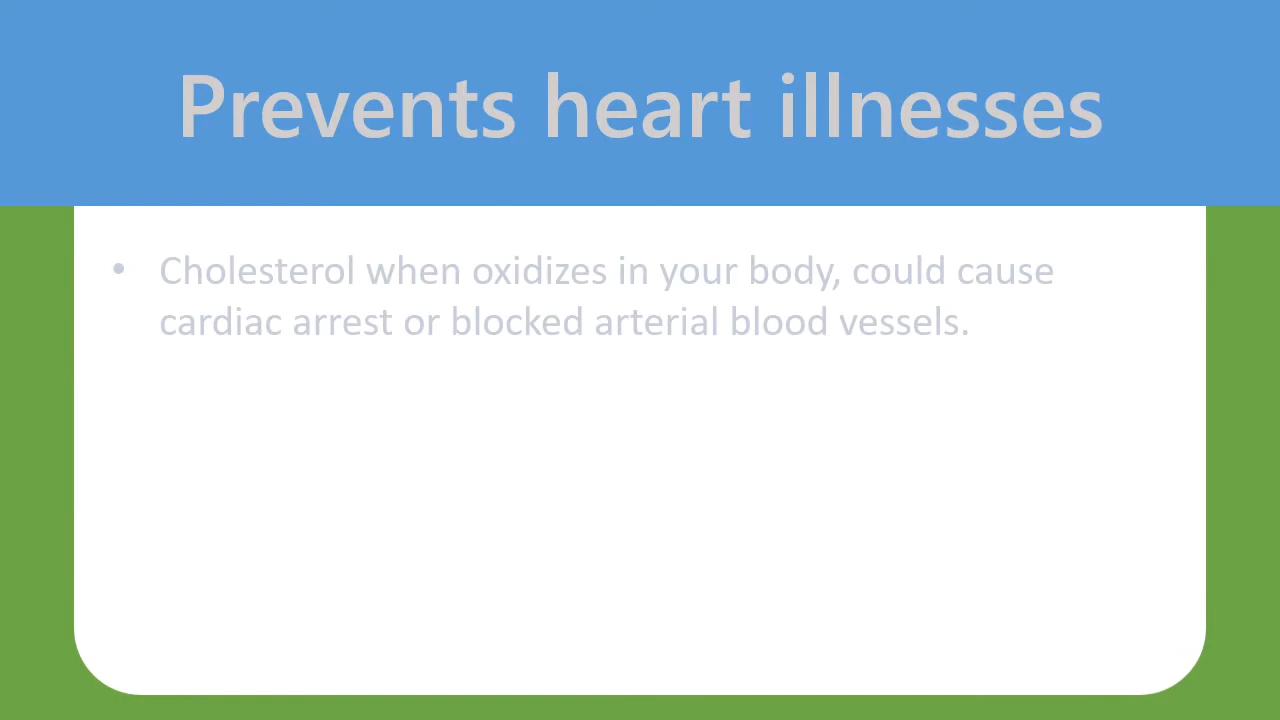 Prevents heart illnesses
• Cholesterol when oxidizes in your body, could cause
cardiac arrest or blocked arterial blood vessels.